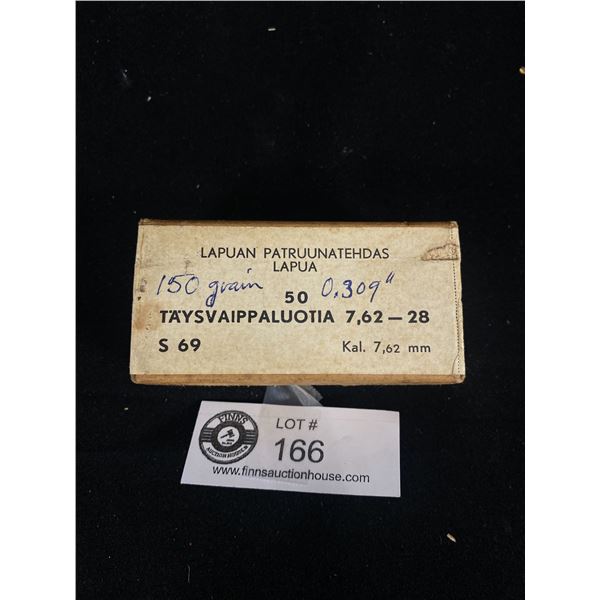 LAPUAN PATRUUNATEHDAS
LAPUA
150 grain 50 0.309"
TÄYSVAIPPALUOTIA 7,62—28
S 69 Kal. 7,62 mm
FINNS
AUCTION HOUSE
LOT #
166
www.finnsauctionhouse.com